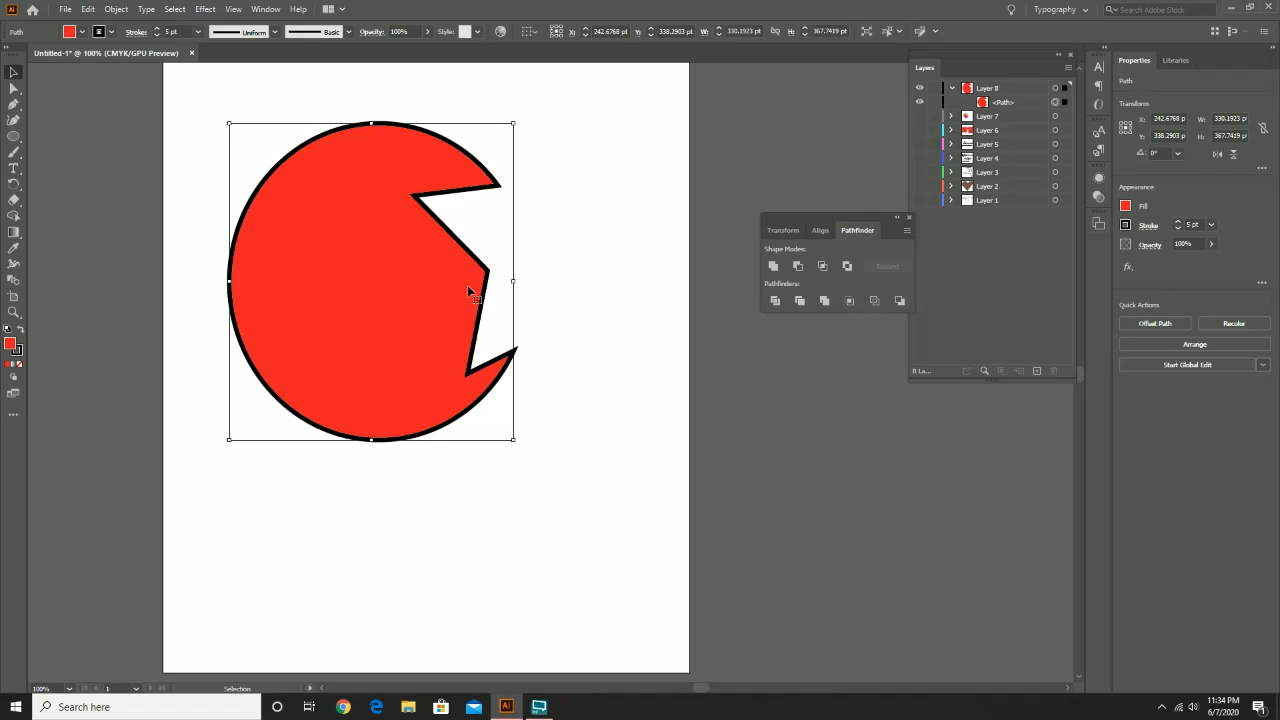 Ai File Edit Object Type Select Effect View Window Help Typography Search Adobe Stock
Path Stroke: 5 pt Uniform Basic Opacity: 100% Style: X: 242.6768 pt Y: 338.2903 pt W: 330.1923 pt H: 367.7419 pt
Untitled-1* @ 100% (CMYK/GPU Preview) ×
Layers
Layer 8
<Path>
Layer 7
Layer 6
Layer 5
Layer 4
Layer 3
Layer 2
Layer 1
8 La...
Transform Align Pathfinder
Shape Modes:
Expand
Pathfinders:
Properties Libraries
Path
Transform
X: 242.6768 p W: 330.1923 p
Y: 338.2903 p H: 367.7419 p
0°
Appearance
Fill
Stroke 5 pt
Opacity 100%
fx.
Quick Actions
Offset Path Recolor
Arrange
Start Global Edit
100% 1 Selection
Search here
11:34 PM
6/7/2020